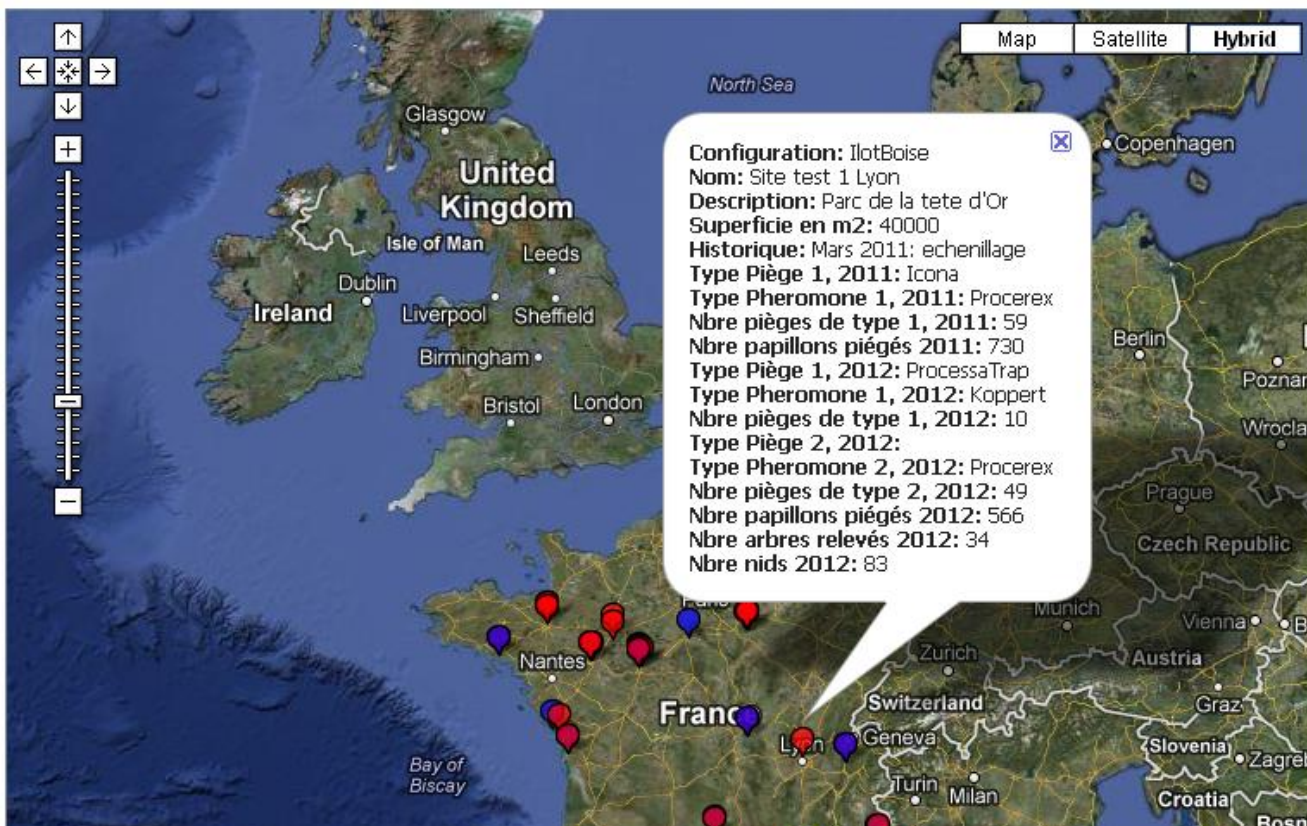 Map
Satellite
Hybrid
North Sea
Glasgow
United
Kingdom
Isle of Man
Leeds
Dublin
Ireland
Liverpool
Sheffield
Birmingham
Bristol
London
Copenhagen
Berlin
Poznar
Wrocla
Prague
Czech Republic
Configuration: IlotBoise
Nom: Site test 1 Lyon
Description: Parc de la tete d'Or
Superficie en m2: 40000
Historique: Mars 2011: echenillage
Type Piège 1, 2011: Icona
Type Pheromone 1, 2011: Procerex
Nbre pièges de type 1, 2011: 59
Nbre papillons piégés 2011: 730
Type Piège 1, 2012: ProcessaTrap
Type Pheromone 1, 2012: Koppert
Nbre pièges de type 1, 2012: 10
Type Piège 2, 2012:
Type Pheromone 2, 2012: Procerex
Nbre pièges de type 2, 2012: 49
Nbre papillons piégés 2012: 566
Nbre arbres relevés 2012: 34
Nbre nids 2012: 83
Munich
Vienna
Nantes
Zurich
Austria
Switzerland
Graz
Franc
Lyon
Geneva
Slovenia
Zagre
Bay of
Biscay
Turin
Milan
Croatia
Bosn